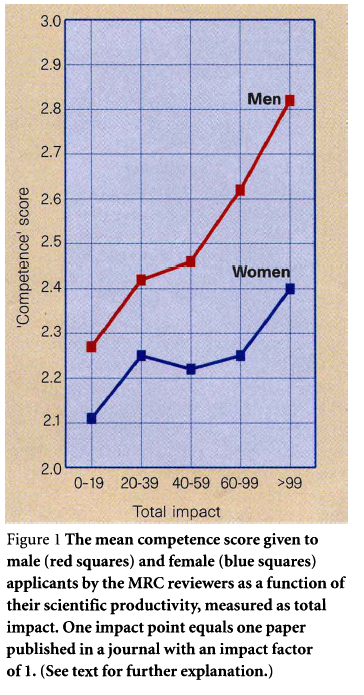 3.0
2.9
2.8
2.7
2.6
2.5
2.4
2.3
2.2
2.1
2.0
'Competence' score
Men
Women
0-19 20-39 40-59 60-99 >99
Total impact
Figure 1 The mean competence score given to
male (red squares) and female (blue squares)
applicants by the MRC reviewers as a function of
their scientific productivity, measured as total
impact. One impact point equals one paper
published in a journal with an impact factor
of 1. (See text for further explanation.)